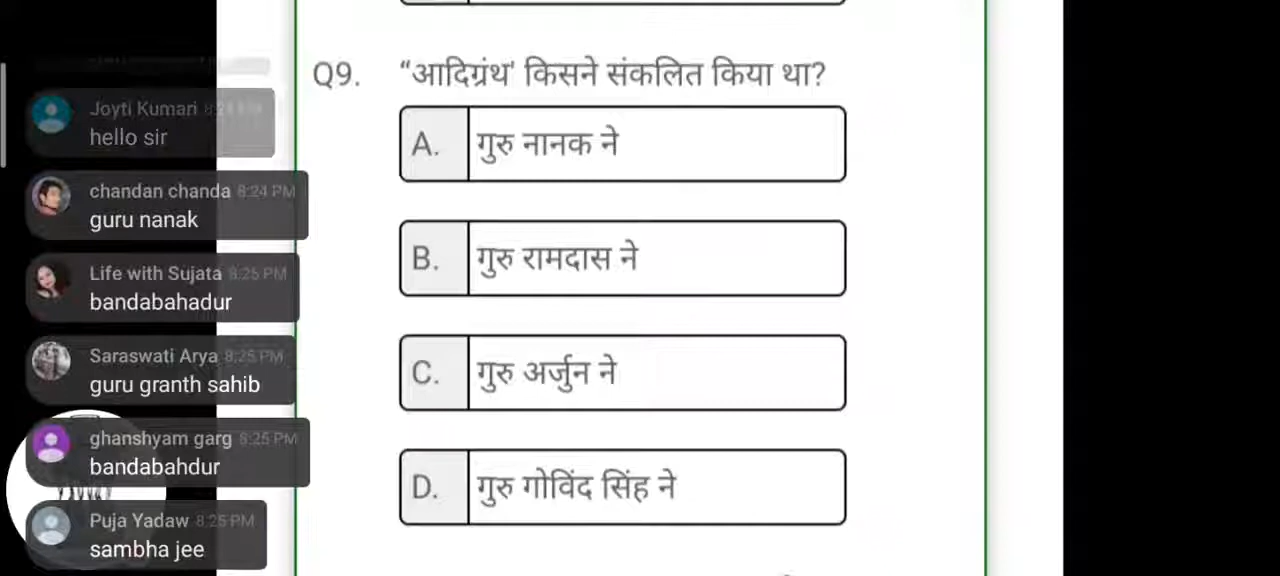 Joyti Kumari
hello sir
chandan chanda 8:24 PM
guru nanak
Life with Sujata 8:25 PM
bandabahadur
Saraswati Arya 8:25 PM
guru granth sahib
ghanshyam garg 8:25 PM
bandabahdur
Puja Yadaw 8:25 PM
sambha jee
Q9. “आदिग्रंथ' किसने संकलित किया था?
A. गुरु नानक ने
B. गुरु रामदास ने
C. गुरु अर्जुन ने
D. गुरु गोविंद सिंह ने